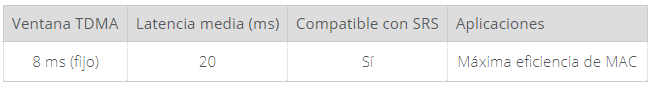 Ventana TDMA Latencia media (ms) Compatible con SRS Aplicaciones
8 ms (fijo) 20 Sí Máxima eficiencia de MAC